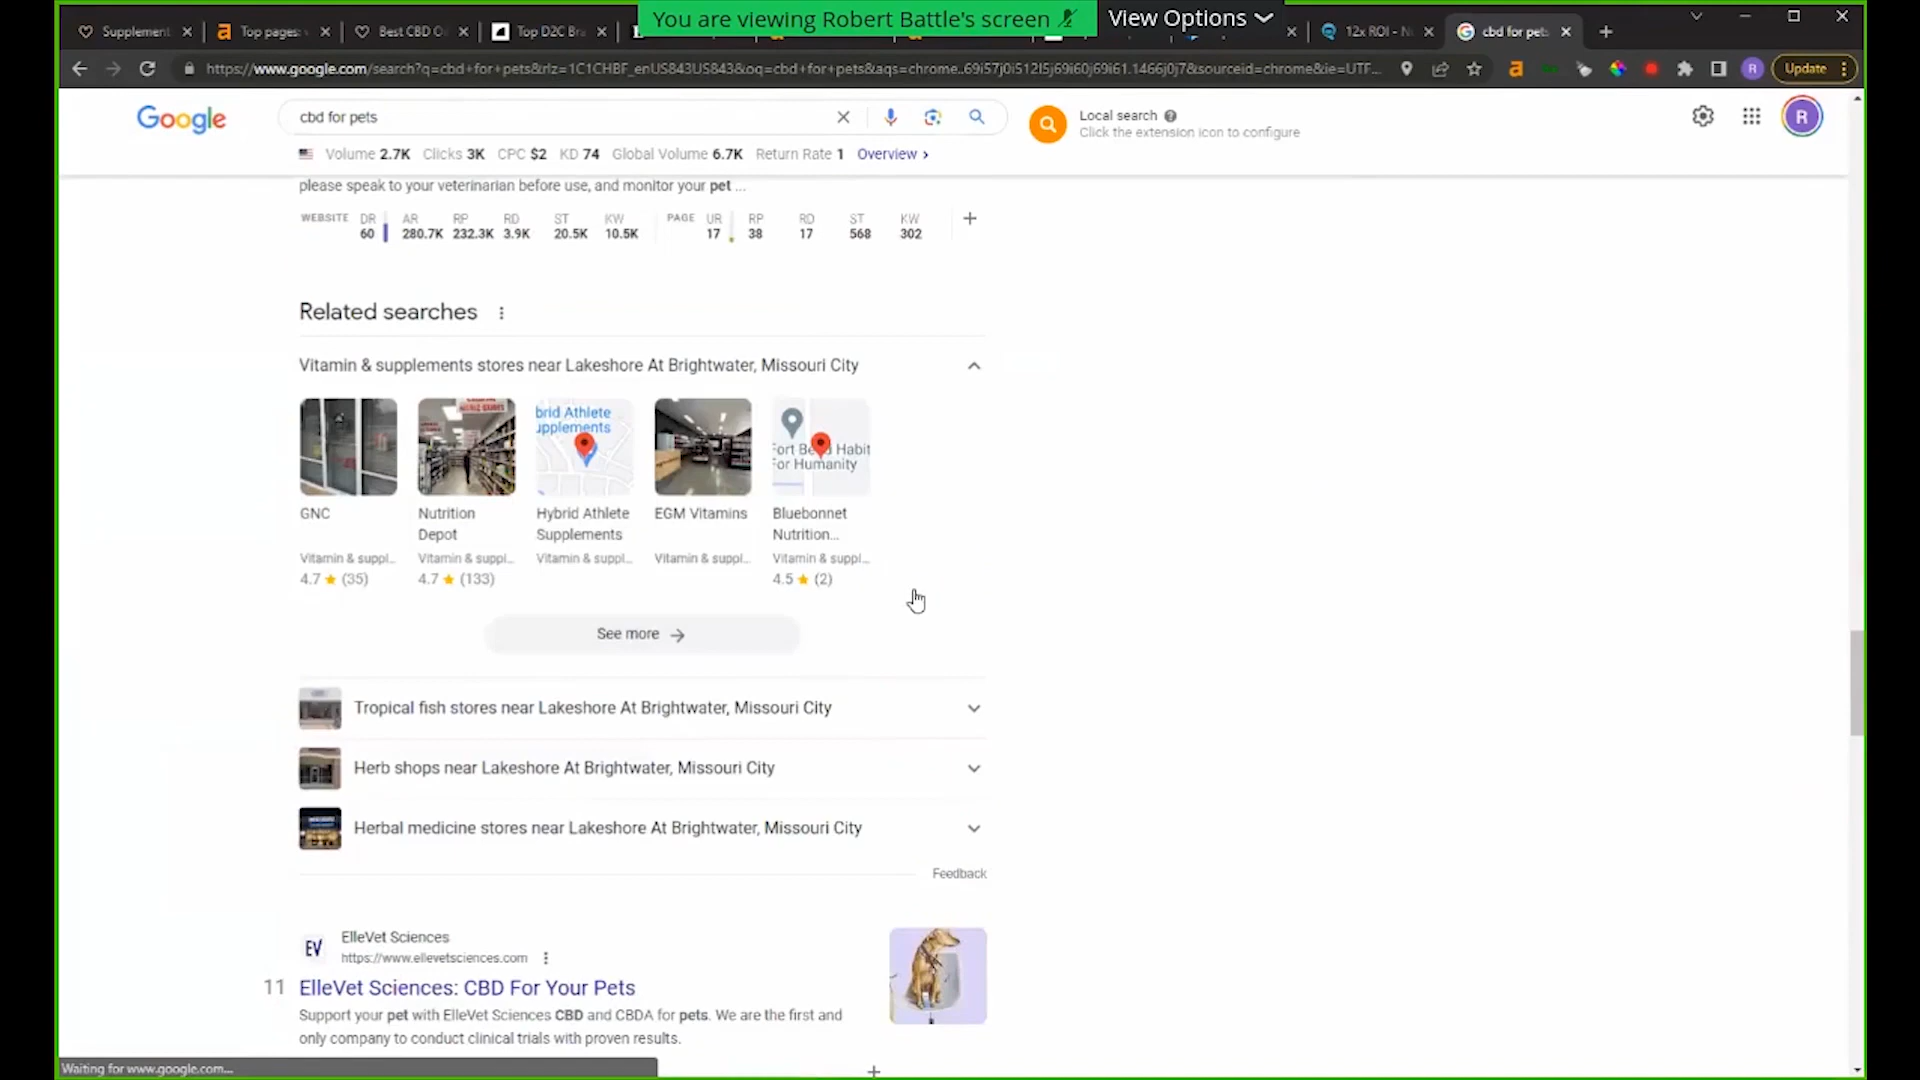 You are viewing Robert Battle's screen
View Options
Supplement
Top pages:
Best CBD O
Top D2C Bra
12x ROI - N
cbd for pets
https://www.google.com/search?q=cbd+for+pets&rlz=1C1CHBF_enUS843US843&oq=cbd+for+pets&aqs=chrome..69i57j0i512l5j69i60j69i61.1466j0j7&sourceid=chrome&ie=UTF...
R
Update
Google
cbd for pets
Local search
Click the extension icon to configure
R
Volume 2.7K Clicks 3K CPC $2 KD 74 Global Volume 6.7K Return Rate 1 Overview ›
please speak to your veterinarian before use, and monitor your pet ...
WEBSITE DR AR RP RD ST KW PAGE UR RP RD ST KW
60 280.7K 232.3K 3.9K 20.5K 10.5K 17 38 17 568 302
Related searches
Vitamin & supplements stores near Lakeshore At Brightwater, Missouri City
brid Athlete
upplements
Fort Bend Habit
For Humanity
GNC
Nutrition Depot
Hybrid Athlete Supplements
EGM Vitamins
Bluebonnet Nutrition...
Vitamin & suppl... Vitamin & suppl... Vitamin & suppl... Vitamin & suppl... Vitamin & suppl...
4.7 ★ (35) 4.7 ★ (133) 4.5 ★ (2)
See more →
Tropical fish stores near Lakeshore At Brightwater, Missouri City
Herb shops near Lakeshore At Brightwater, Missouri City
Herbal medicine stores near Lakeshore At Brightwater, Missouri City
Feedback
EV
ElleVet Sciences
https://www.ellevetsciences.com
11 ElleVet Sciences: CBD For Your Pets
Support your pet with ElleVet Sciences CBD and CBDA for pets. We are the first and
only company to conduct clinical trials with proven results.
Waiting for www.google.com...